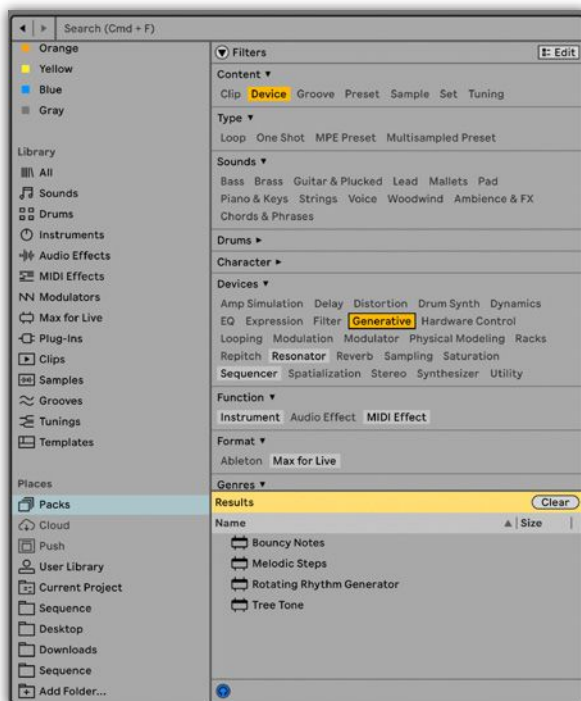 Search (Cmd + F)
Orange
Yellow
Blue
Gray
Library
All
Sounds
Drums
Instruments
Audio Effects
MIDI Effects
Modulators
Max for Live
Plug-Ins
Clips
Samples
Grooves
Tunings
Templates
Places
Packs
Cloud
Push
User Library
Current Project
Sequence
Desktop
Downloads
Sequence
Add Folder...
Filters
Edit
Content
Clip Device Groove Preset Sample Set Tuning
Type
Loop One Shot MPE Preset Multisampled Preset
Sounds
Bass Brass Guitar & Plucked Lead Mallets Pad
Piano & Keys Strings Voice Woodwind Ambience & FX
Chords & Phrases
Drums
Character
Devices
Amp Simulation Delay Distortion Drum Synth Dynamics
EQ Expression Filter Generative Hardware Control
Looping Modulation Modulator Physical Modeling Racks
Repitch Resonator Reverb Sampling Saturation
Sequencer Spatialization Stereo Synthesizer Utility
Function
Instrument Audio Effect MIDI Effect
Format
Ableton Max for Live
Genres
Results Clear
Name Size
Bouncy Notes
Melodic Steps
Rotating Rhythm Generator
Tree Tone